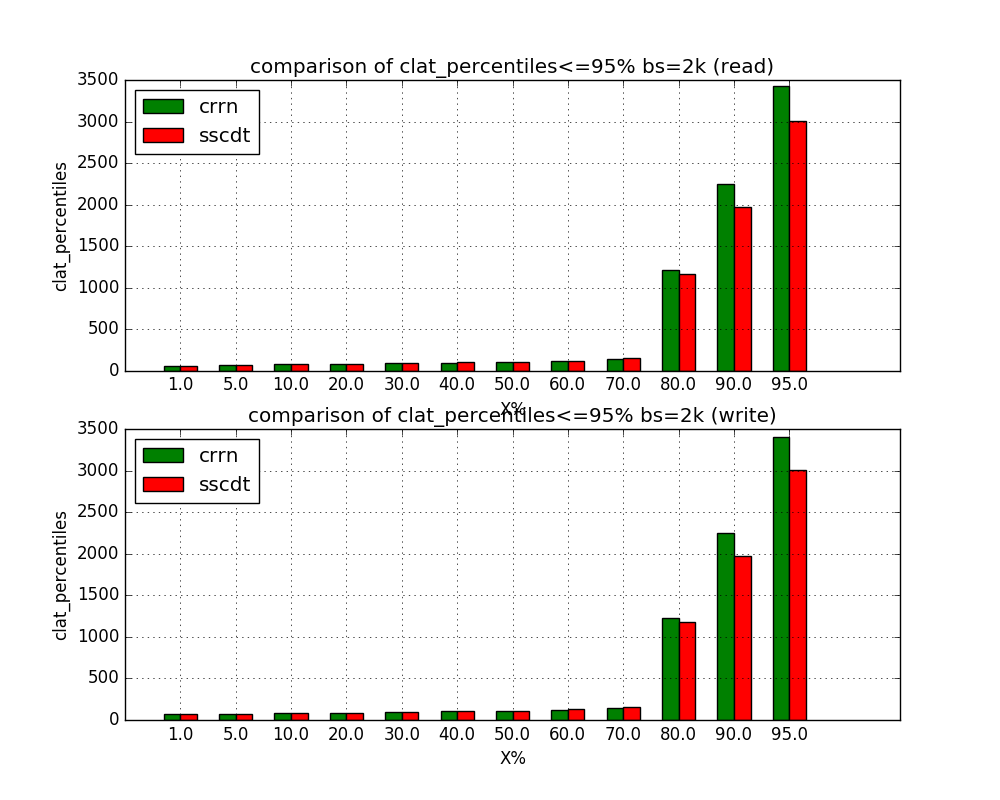 comparison of clat_percentiles<=95% bs=2k (read)
3500
3000
2500
2000
1500
1000
500
0
clat_percentiles
crrn
sscdt
1.0 5.0 10.0 20.0 30.0 40.0 50.0 60.0 70.0 80.0 90.0 95.0
X%
comparison of clat_percentiles<=95% bs=2k (write)
3500
3000
2500
2000
1500
1000
500
0
clat_percentiles
crrn
sscdt
1.0 5.0 10.0 20.0 30.0 40.0 50.0 60.0 70.0 80.0 90.0 95.0
X%